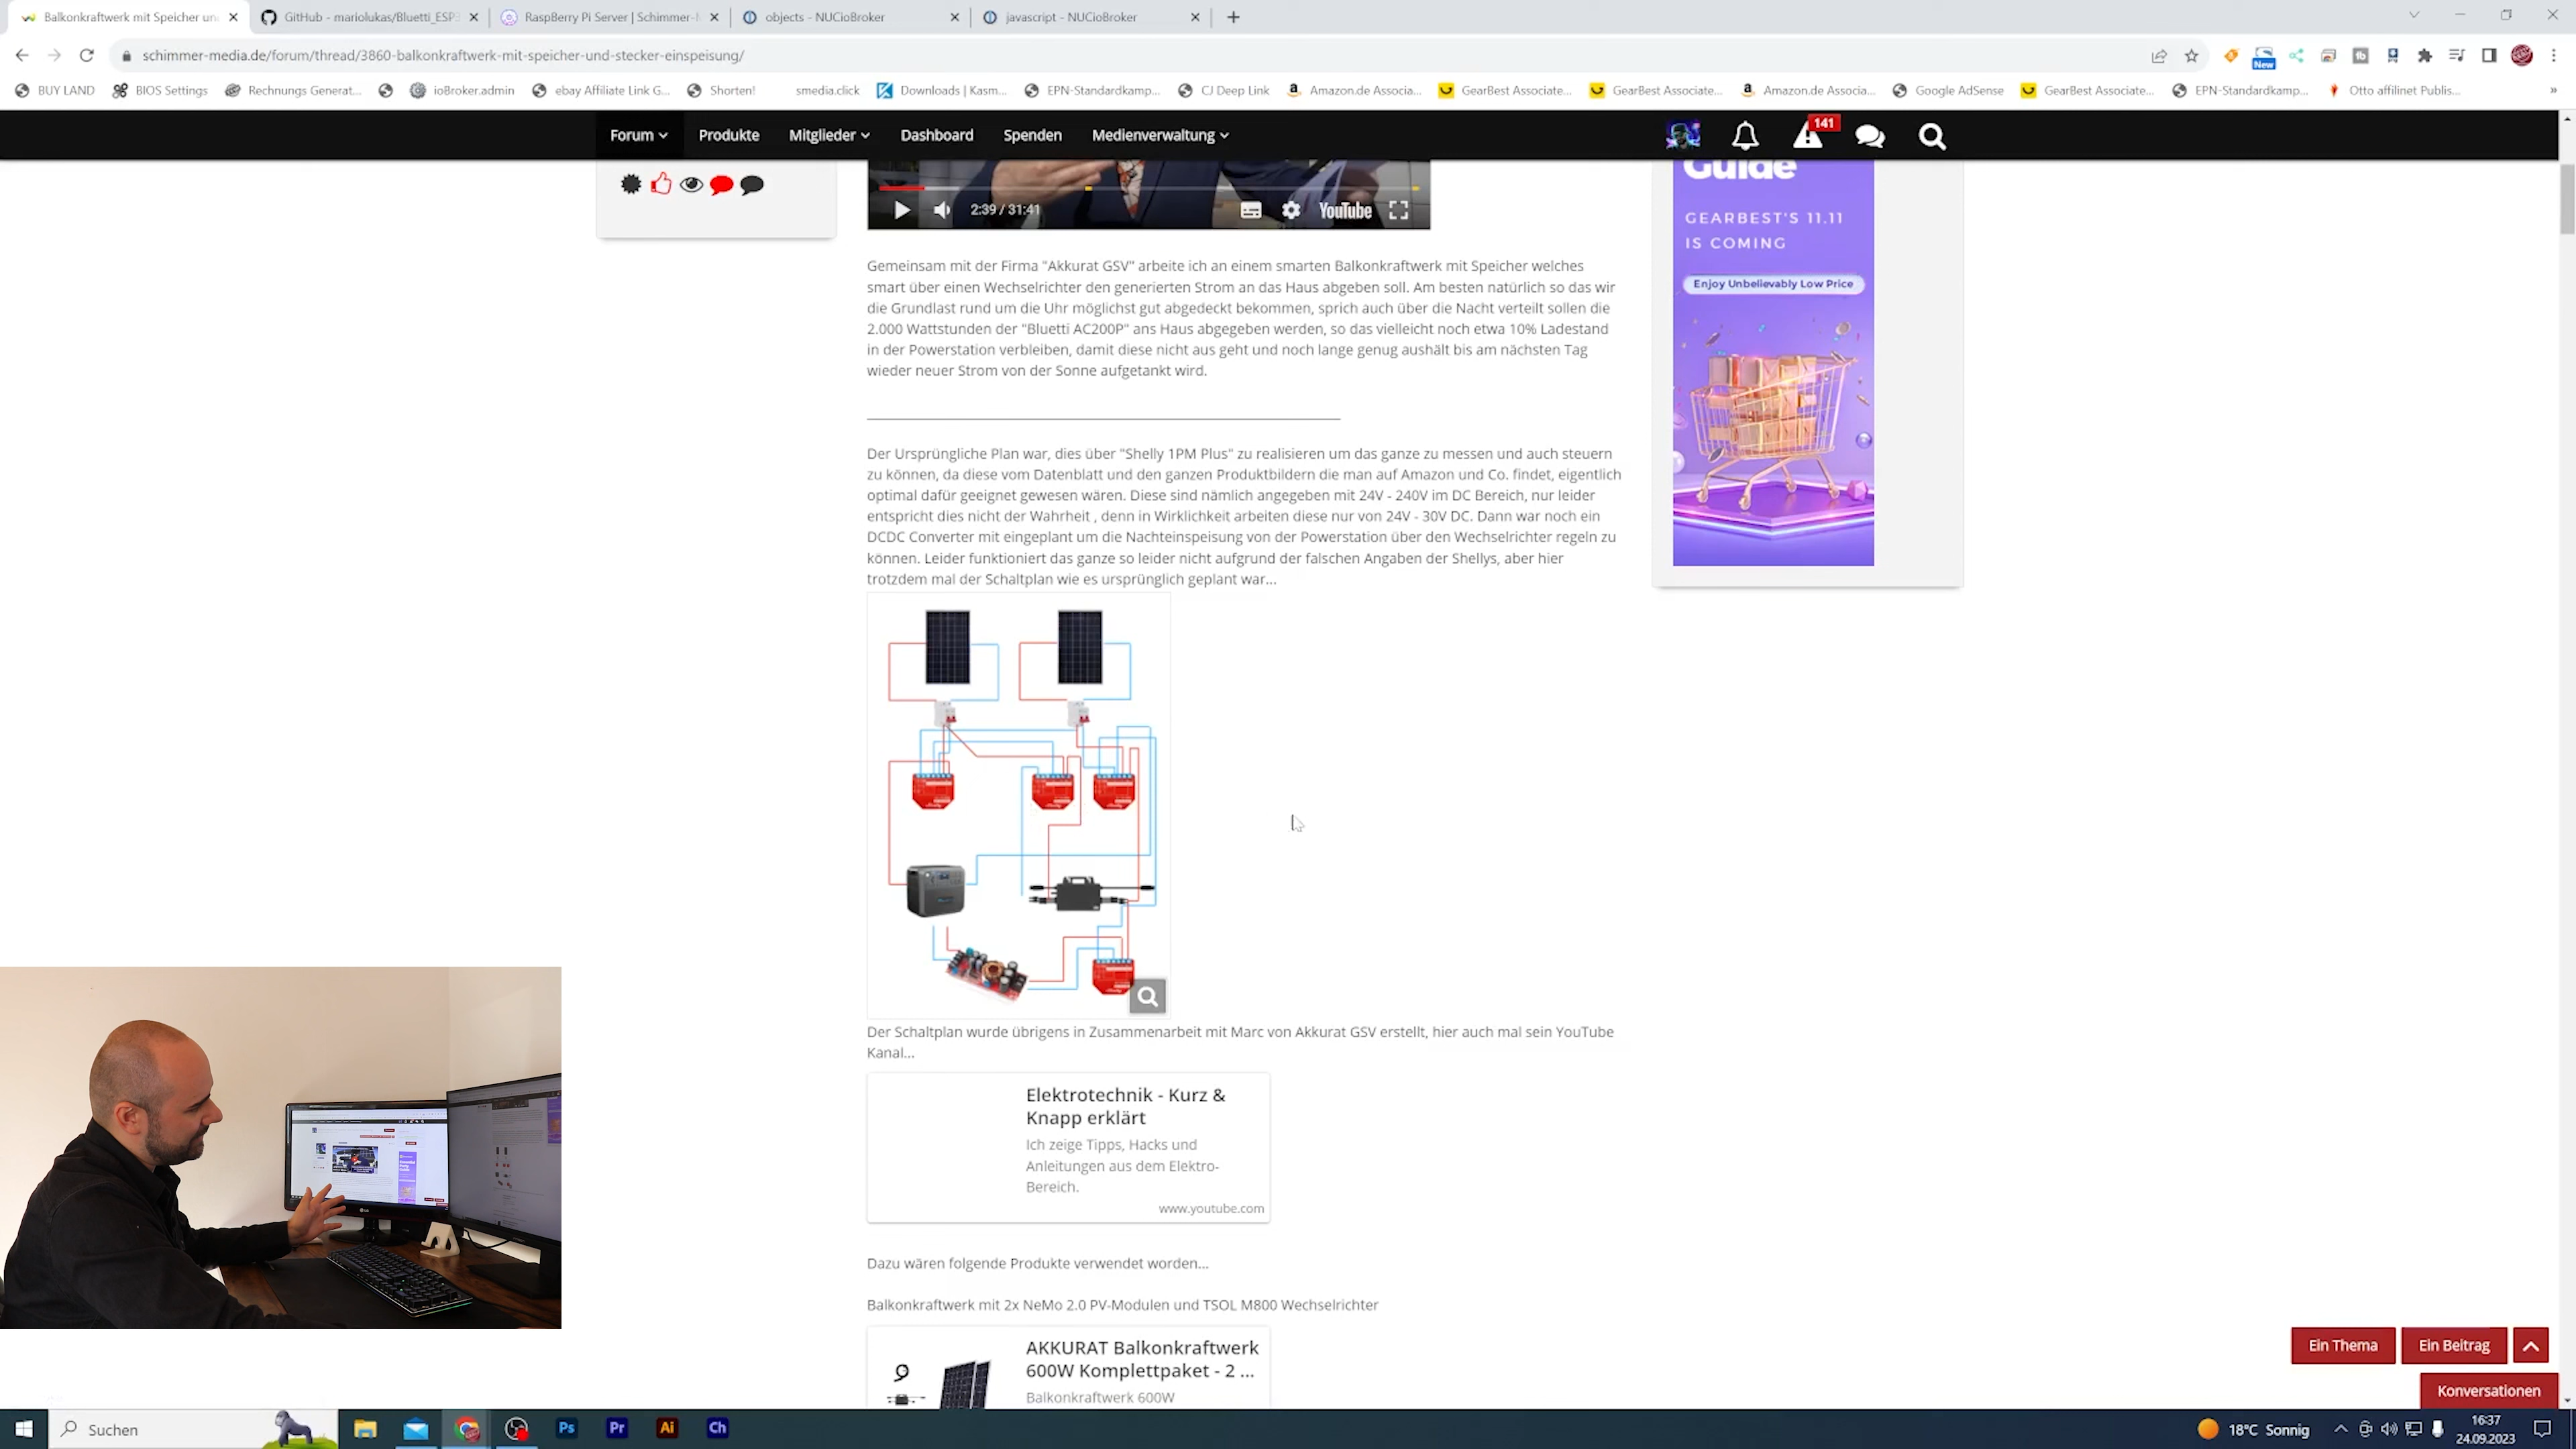 Balkonkraftwerk mit Speicher un
GitHub - mariolukas/Bluetti_ESP3
RaspBerry Pi Server | Schimmer-M
objects - NUCioBroker
javascript - NUCioBroker
schimmer-media.de/forum/thread/3860-balkonkraftwerk-mit-speicher-und-stecker-einspeisung/
New
BUY LAND
BIOS Settings
Rechnungs Generat...
ioBroker.admin
ebay Affiliate Link G...
Shorten!
smedia.click
Downloads | Kasm...
EPN-Standardkamp...
CJ Deep Link
Amazon.de Associa...
GearBest Associate...
GearBest Associate...
Amazon.de Associa...
Google AdSense
GearBest Associate...
EPN-Standardkamp...
Otto affilinet Publis...
Forum
Produkte
Mitglieder
Dashboard
Spenden
Medienverwaltung
141
2:39 / 31:41
YouTube
Guide
GEARBEST'S 11.11
IS COMING
Enjoy Unbelievably Low Price
Gemeinsam mit der Firma "Akkurat GSV" arbeite ich an einem smarten Balkonkraftwerk mit Speicher welches
smart über einen Wechselrichter den generierten Strom an das Haus abgeben soll. Am besten natürlich so das wir
die Grundlast rund um die Uhr möglichst gut abgedeckt bekommen, sprich auch über die Nacht verteilt sollen die
2.000 Wattstunden der "Bluetti AC200P" ans Haus abgegeben werden, so das vielleicht noch etwa 10% Ladestand
in der Powerstation verbleiben, damit diese nicht aus geht und noch lange genug aushält bis am nächsten Tag
wieder neuer Strom von der Sonne aufgetankt wird.
Der Ursprüngliche Plan war, dies über "Shelly 1PM Plus" zu realisieren um das ganze zu messen und auch steuern
zu können, da diese vom Datenblatt und den ganzen Produktbildern die man auf Amazon und Co. findet, eigentlich
optimal dafür geeignet gewesen wären. Diese sind nämlich angegeben mit 24V - 240V im DC Bereich, nur leider
entspricht dies nicht der Wahrheit , denn in Wirklichkeit arbeiten diese nur von 24V - 30V DC. Dann war noch ein
DCDC Converter mit eingeplant um die Nachteinspeisung von der Powerstation über den Wechselrichter regeln zu
können. Leider funktioniert das ganze so leider nicht aufgrund der falschen Angaben der Shellys, aber hier
trotzdem mal der Schaltplan wie es ursprünglich geplant war...
Der Schaltplan wurde übrigens in Zusammenarbeit mit Marc von Akkurat GSV erstellt, hier auch mal sein YouTube
Kanal...
Elektrotechnik - Kurz &
Knapp erklärt
Ich zeige Tipps, Hacks und
Anleitungen aus dem Elektro-
Bereich.
www.youtube.com
Dazu wären folgende Produkte verwendet worden...
Balkonkraftwerk mit 2x NeMo 2.0 PV-Modulen und TSOL M800 Wechselrichter
AKKURAT Balkonkraftwerk
600W Komplettpaket - 2 ...
Balkonkraftwerk 600W
Ein Thema
Ein Beitrag
Konversationen
Suchen
Ps
Pr
Ai
Ch
18°C Sonnig
16:37
24.09.2023